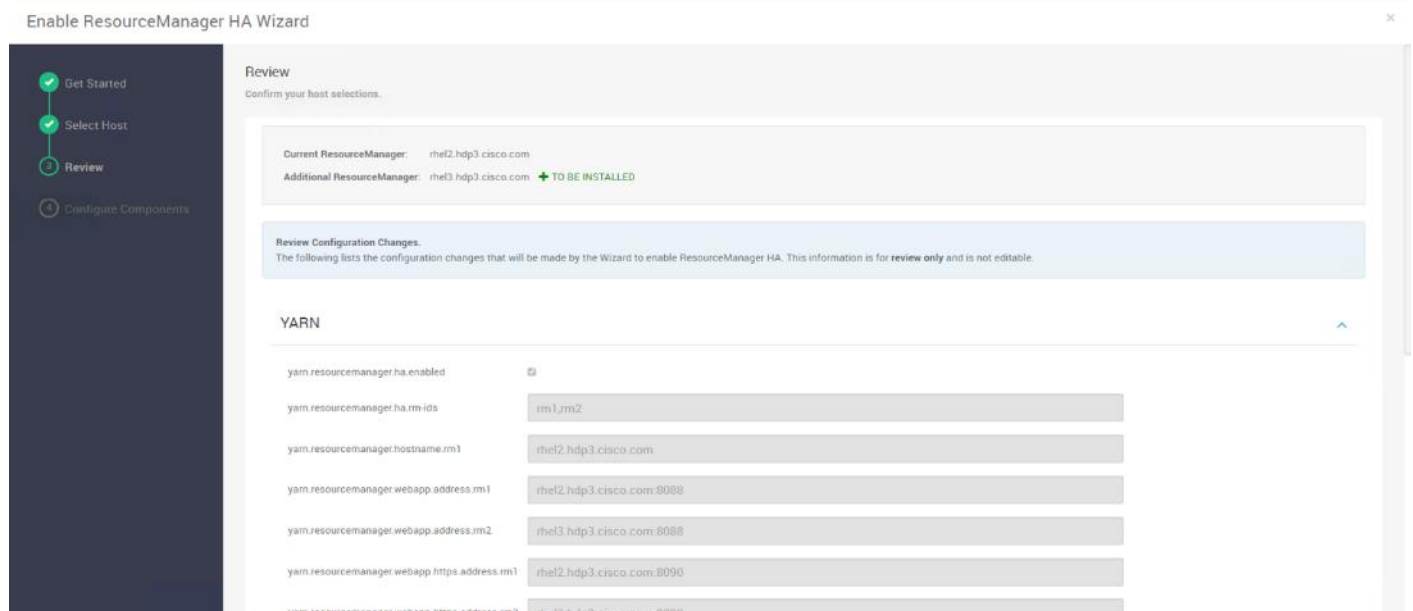 Enable ResourceManager HA Wizard
×
Get Started
Select Host
3 Review
4 Configure Components
Review
Confirm your host selections.
Current ResourceManager: rhel2.hdp3.cisco.com
Additional ResourceManager: rhel3.hdp3.cisco.com + TO BE INSTALLED
Review Configuration Changes.
The following lists the configuration changes that will be made by the Wizard to enable ResourceManager HA. This information is for review only and is not editable.
YARN
yarn.resourcemanager.ha.enabled
yarn.resourcemanager.ha.rm-ids rm1,rm2
yarn.resourcemanager.hostname.rm1 rhel2.hdp3.cisco.com
yarn.resourcemanager.webapp.address.rm1 rhel2.hdp3.cisco.com:8088
yarn.resourcemanager.webapp.address.rm2 rhel3.hdp3.cisco.com:8088
yarn.resourcemanager.webapp.https.address.rm1 rhel2.hdp3.cisco.com:8090